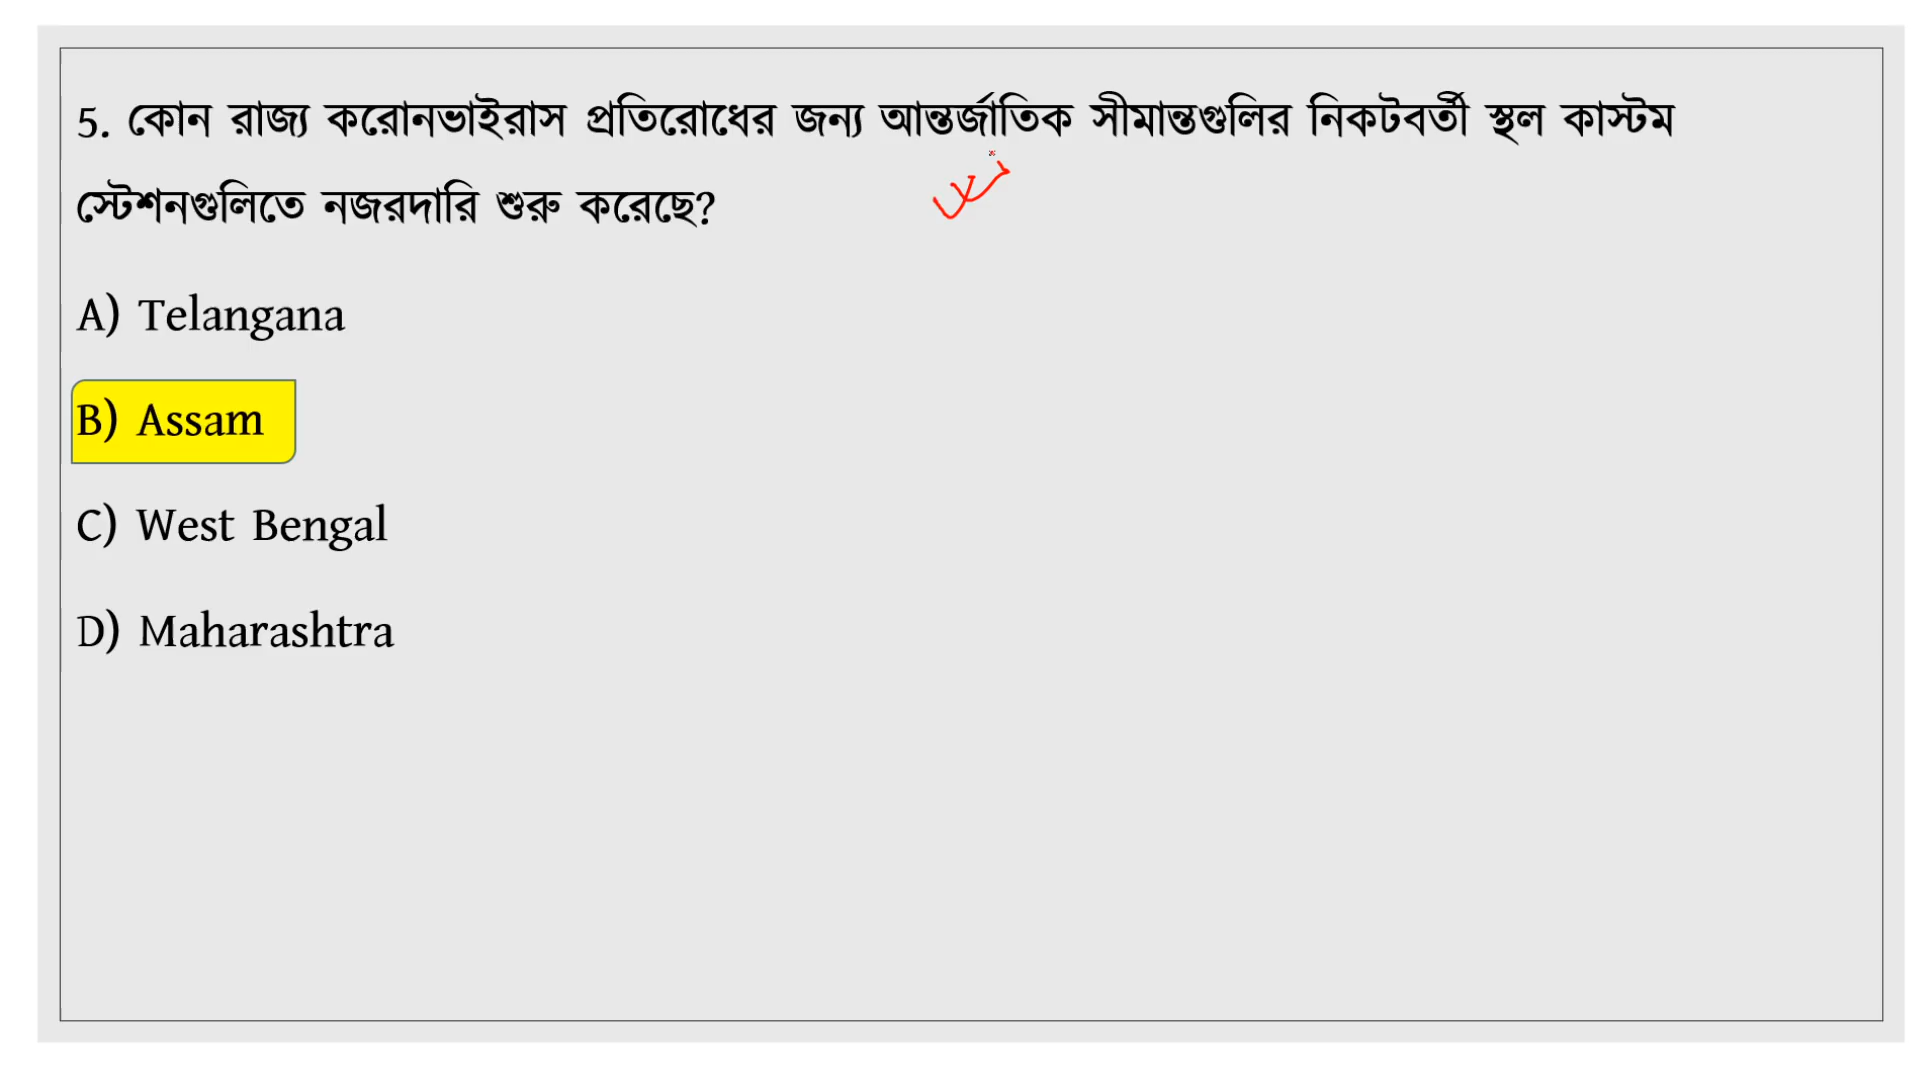 5. কোন রাজ্য করোনভাইরাস প্রতিরোধের জন্য আন্তর্জাতিক সীমান্তগুলির নিকটবর্তী স্থল কাস্টম
স্টেশনগুলিতে নজরদারি শুরু করেছে?
A) Telangana
B) Assam
C) West Bengal
D) Maharashtra